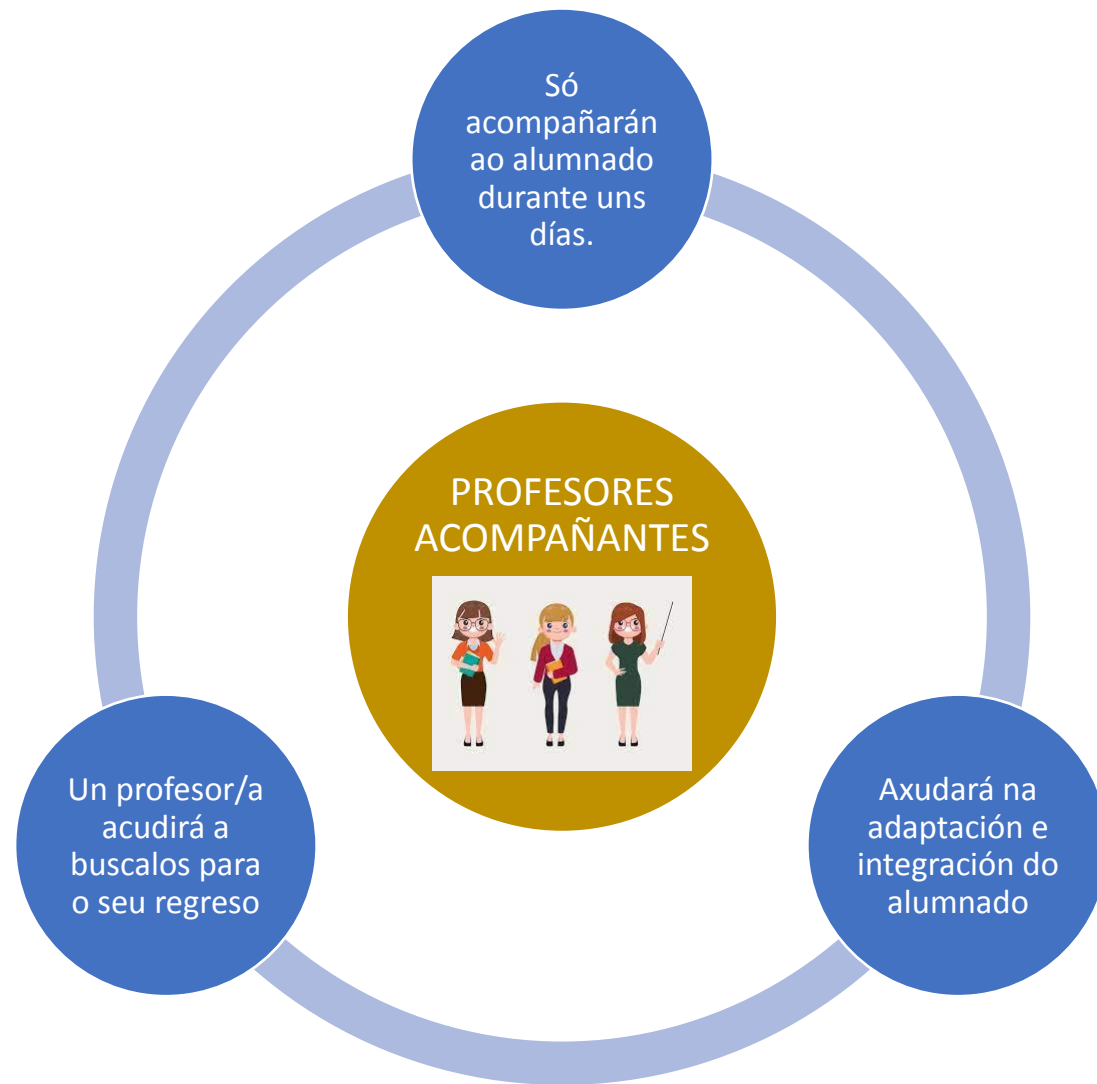 Só
acompañarán
ao alumnado
durante uns
días.
PROFESORES
ACOMPAÑANTES
Un profesor/a
acudirá a
buscalos para
o seu regreso
Axudará na
adaptación e
integración do
alumnado